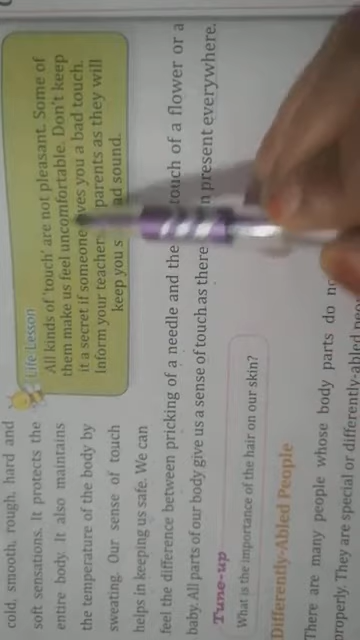 cold, smooth, rough, hard and
soft sensations. It protects the
entire body. It also maintains
the temperature of the body by
sweating. Our sense of touch
helps in keeping us safe. We can
feel the difference between pricking of a needle and the touch of a flower or a
baby. All parts of our body give us a sense of touch as there present everywhere.
Life Lesson
All kinds of 'touch' are not pleasant. Some of
them make us feel uncomfortable. Don't keep
it a secret if someone ves you a bad touch.
Inform your teacher parents as they will
keep you s ad sound.
Tune-up
What is the importance of the hair on our skin?
Differently-Abled People
There are many people whose body parts do
properly. They are special or differently-abled